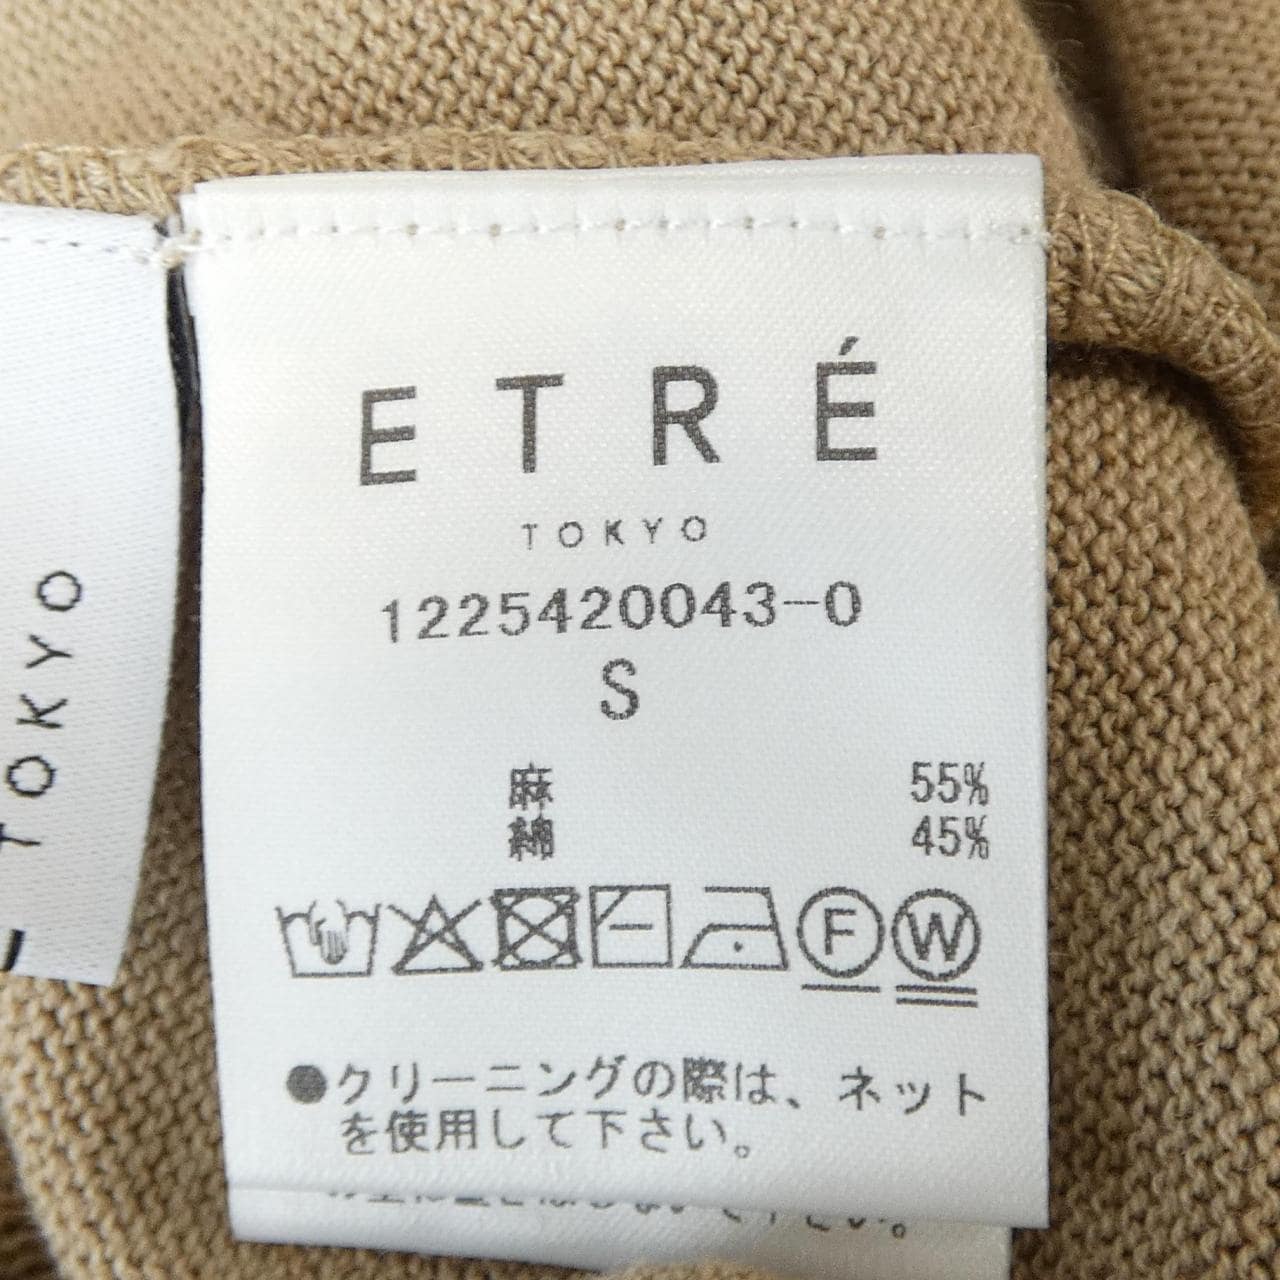 TOKYO
ETRÉ
TOKYO
1225420043-0
S
麻 55%
綿 45%
F W
●クリーニングの際は、ネット
を使用して下さい。